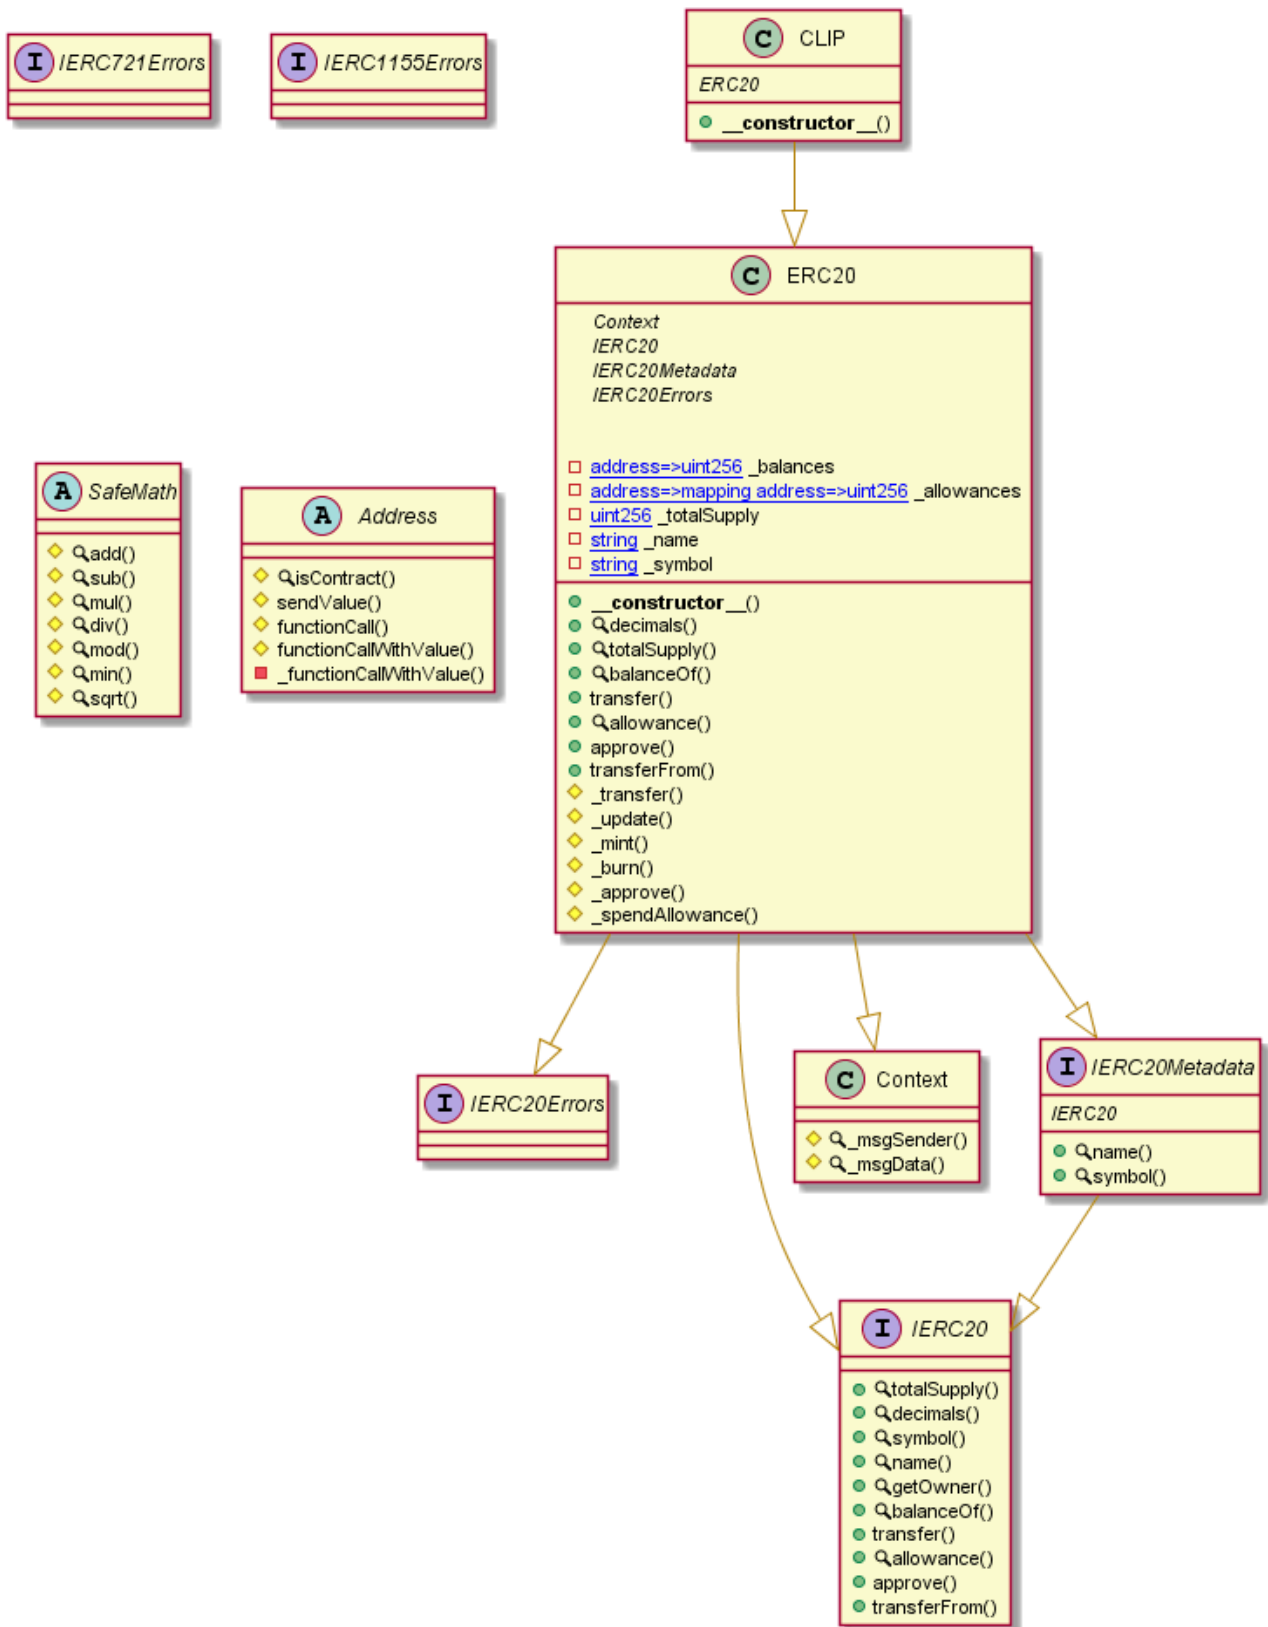 I IERC721Errors
I IERC1155Errors
C CLIP
ERC20
__constructor__()
C ERC20
Context
IERC20
IERC20Metadata
IERC20Errors
address=>uint256 _balances
address=>mapping address=>uint256 _allowances
uint256 _totalSupply
string _name
string _symbol
__constructor__()
decimals()
totalSupply()
balanceOf()
transfer()
allowance()
approve()
transferFrom()
_transfer()
_update()
_mint()
_burn()
_approve()
_spendAllowance()
A SafeMath
add()
sub()
mul()
div()
mod()
min()
sqrt()
A Address
isContract()
sendValue()
functionCall()
functionCallWithValue()
_functionCallWithValue()
I IERC20Errors
C Context
_msgSender()
_msgData()
I IERC20Metadata
IERC20
name()
symbol()
I IERC20
totalSupply()
decimals()
symbol()
name()
getOwner()
balanceOf()
transfer()
allowance()
approve()
transferFrom()